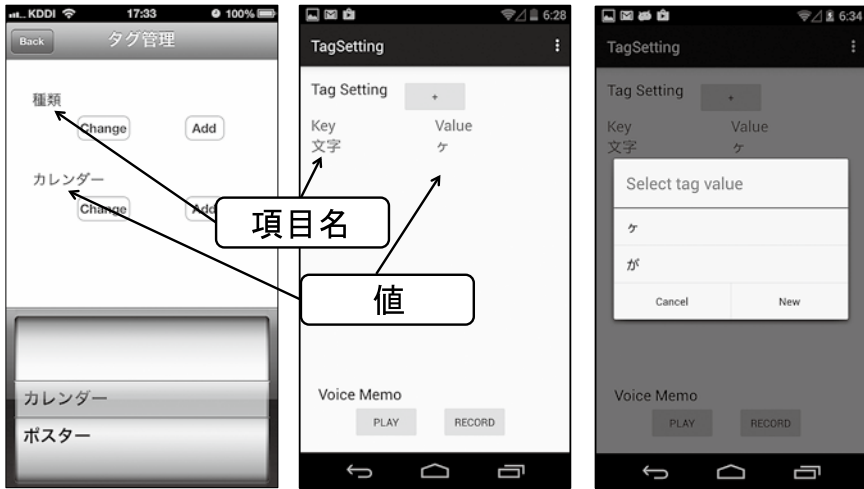 KDDI 17:33 100%
Back タグ管理
種類
Change Add
カレンダー
Change Add
カレンダー
ポスター
6:28
TagSetting
Tag Setting +
Key Value
文字 ケ
Voice Memo
PLAY RECORD
項目名
値
6:34
TagSetting
Tag Setting +
Key Value
文字 ケ
Select tag value
ケ
が
Cancel New
Voice Memo
PLAY RECORD